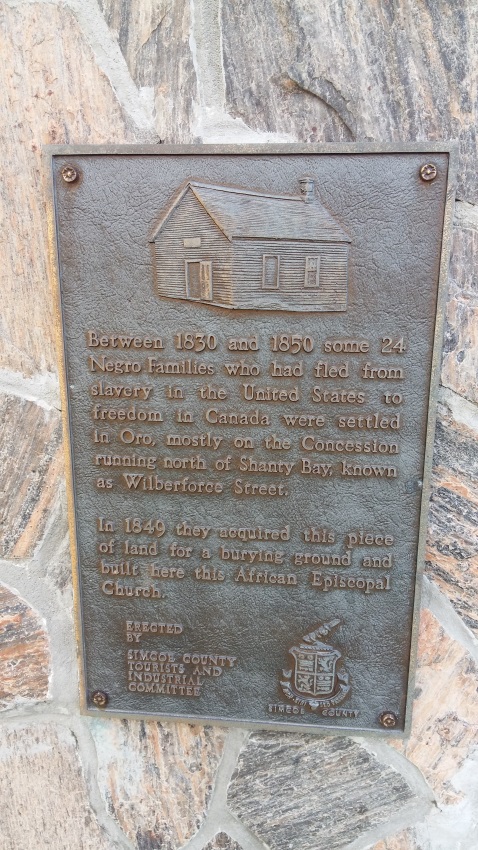 Between 1830 and 1850 some 24
Negro Families who had fled from
slavery in the United States to
freedom in Canada were settled
in Oro, mostly on the Concession
running north of Shanty Bay, known
as Wilberforce Street.
In 1849 they acquired this piece
of land for a burying ground and
built here this African Episcopal
Church.
ERECTED
BY
SIMCOE COUNTY
TOURISTS AND
INDUSTRIAL
COMMITTEE
SIMCOE COUNTY